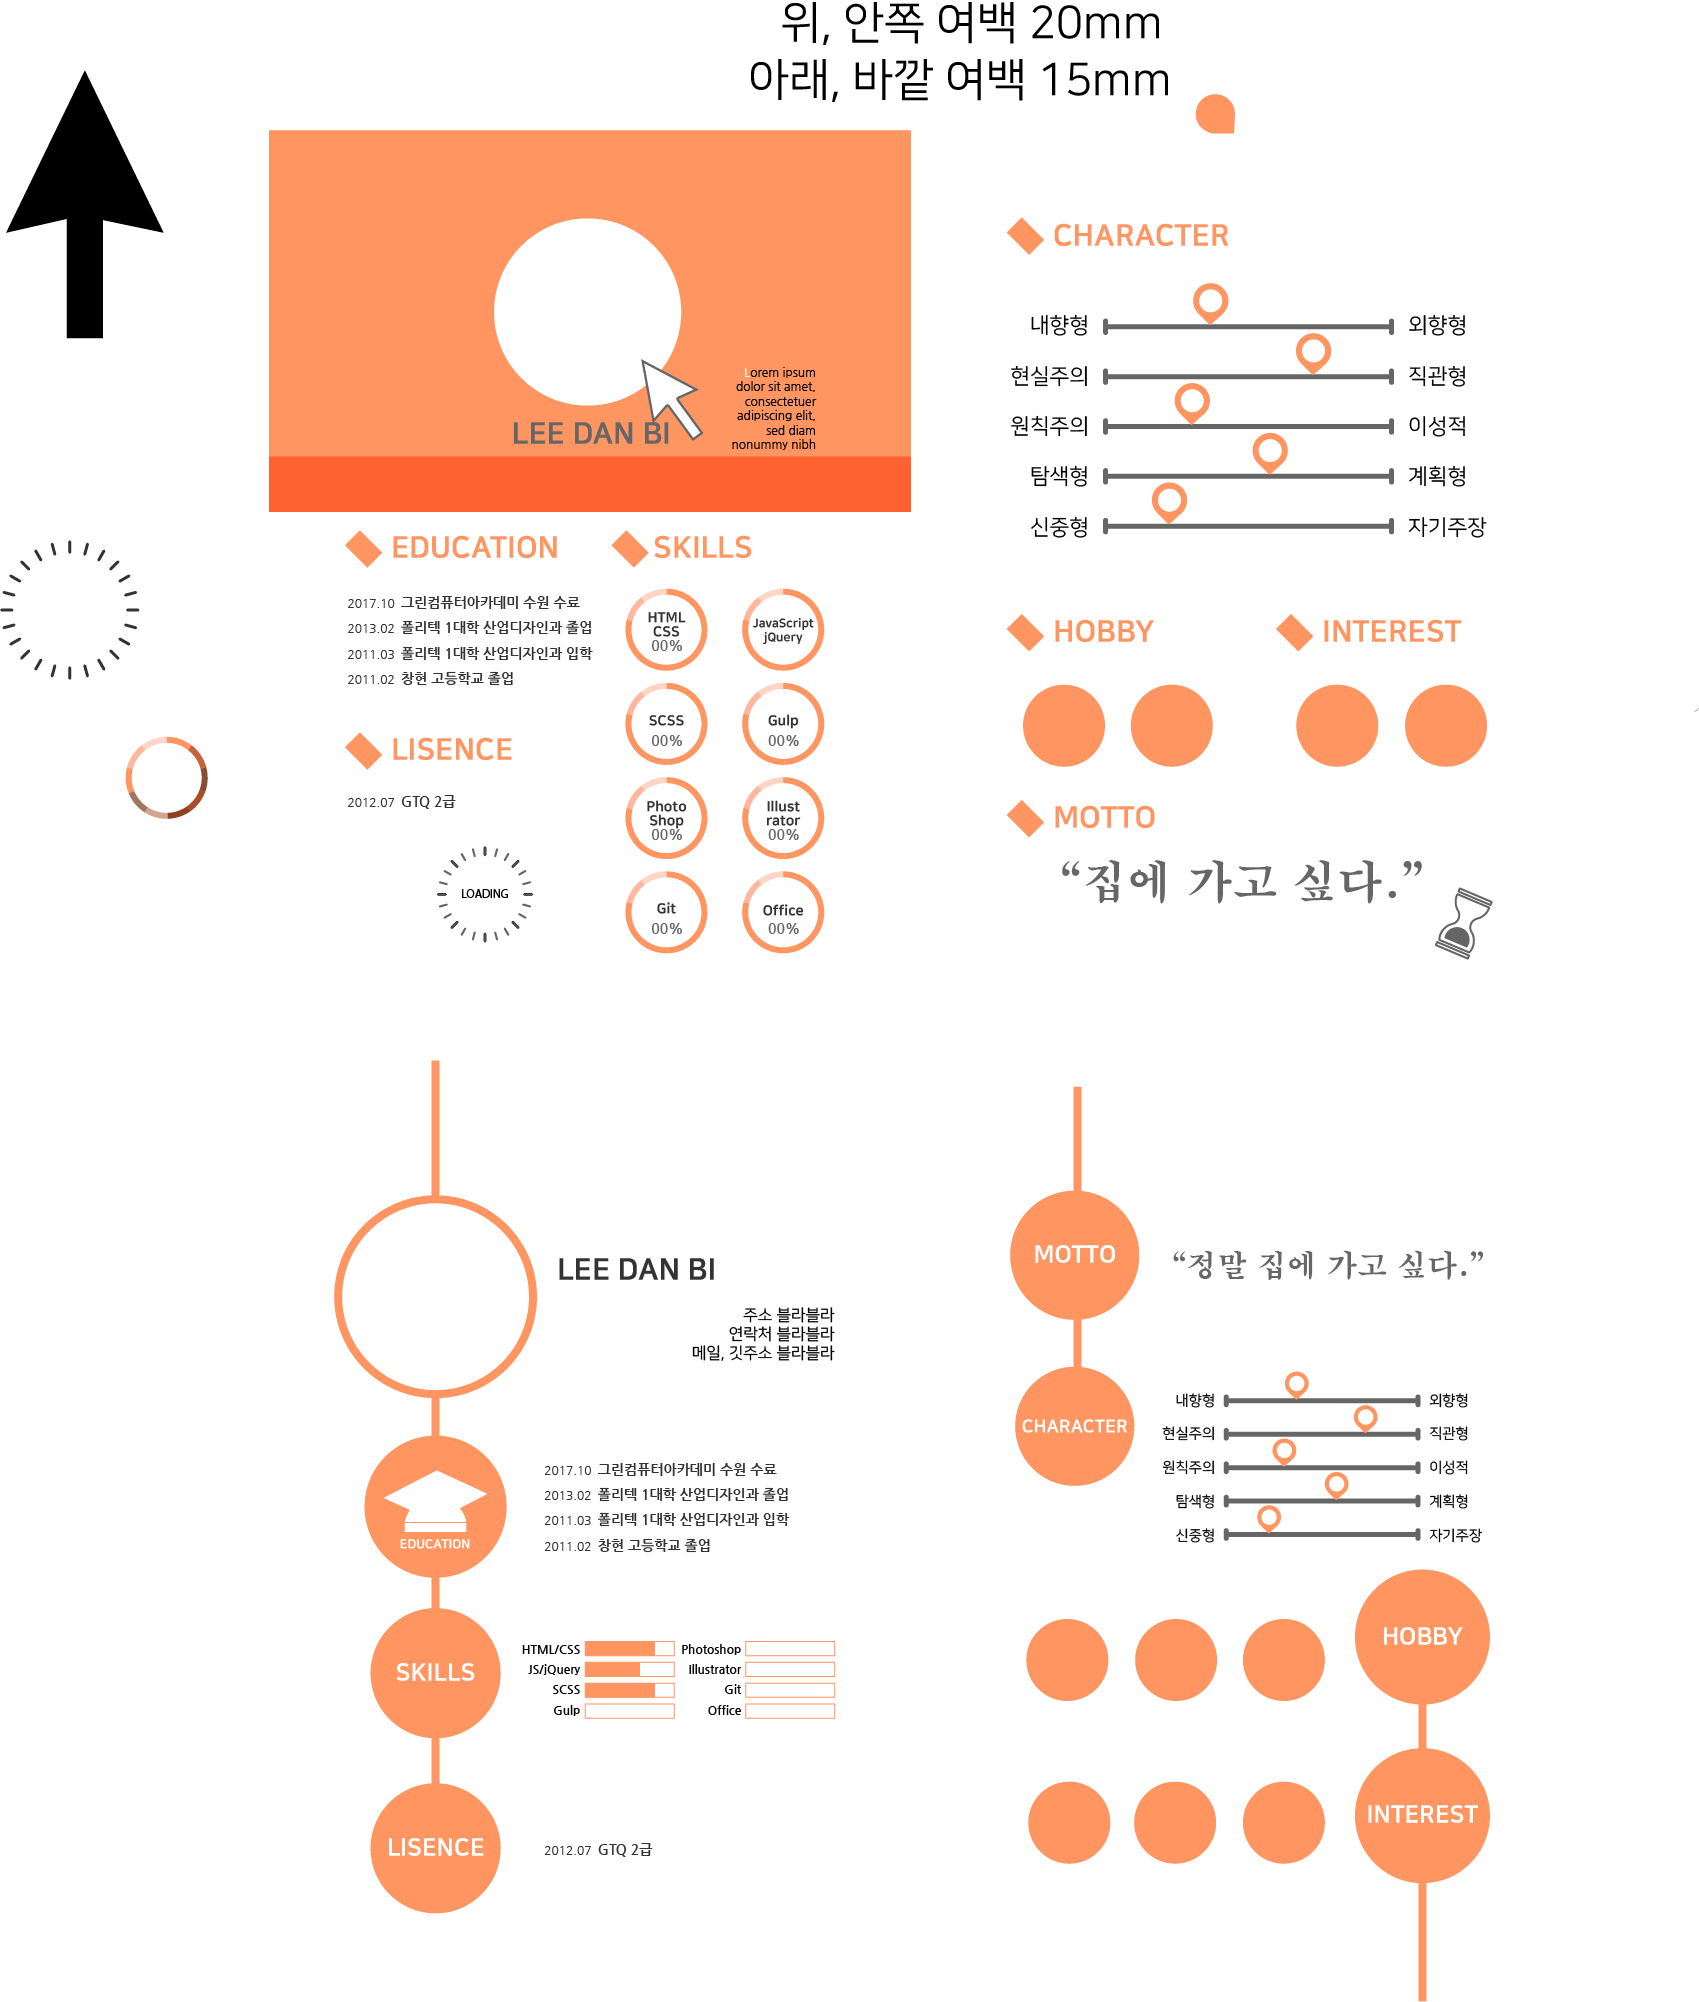 위, 안쪽 여백 20mm
아래, 바깥 여백 15mm
LEE DAN BI
Lorem ipsum
dolor sit amet,
consectetuer
adipiscing elit,
sed diam
nonummy nibh
EDUCATION
2017.10 그린컴퓨터아카데미 수원 수료
2013.02 폴리텍 1대학 산업디자인과 졸업
2011.03 폴리텍 1대학 산업디자인과 입학
2011.02 창현 고등학교 졸업
LISENCE
2012.07 GTQ 2급
LOADING
SKILLS
HTML
CSS
00%
JavaScript
jQuery
SCSS
00%
Gulp
00%
Photo
Shop
00%
Illust
rator
00%
Git
00%
Office
00%
CHARACTER
내향형 외향형
현실주의 직관형
원칙주의 이성적
탐색형 계획형
신중형 자기주장
HOBBY
INTEREST
MOTTO
“집에 가고 싶다.”
LEE DAN BI
주소 블라블라
연락처 블라블라
메일, 깃주소 블라블라
EDUCATION
2017.10 그린컴퓨터아카데미 수원 수료
2013.02 폴리텍 1대학 산업디자인과 졸업
2011.03 폴리텍 1대학 산업디자인과 입학
2011.02 창현 고등학교 졸업
SKILLS
HTML/CSS Photoshop
JS/jQuery Illustrator
SCSS Git
Gulp Office
LISENCE
2012.07 GTQ 2급
MOTTO
“정말 집에 가고 싶다.”
CHARACTER
내향형 외향형
현실주의 직관형
원칙주의 이성적
탐색형 계획형
신중형 자기주장
HOBBY
INTEREST